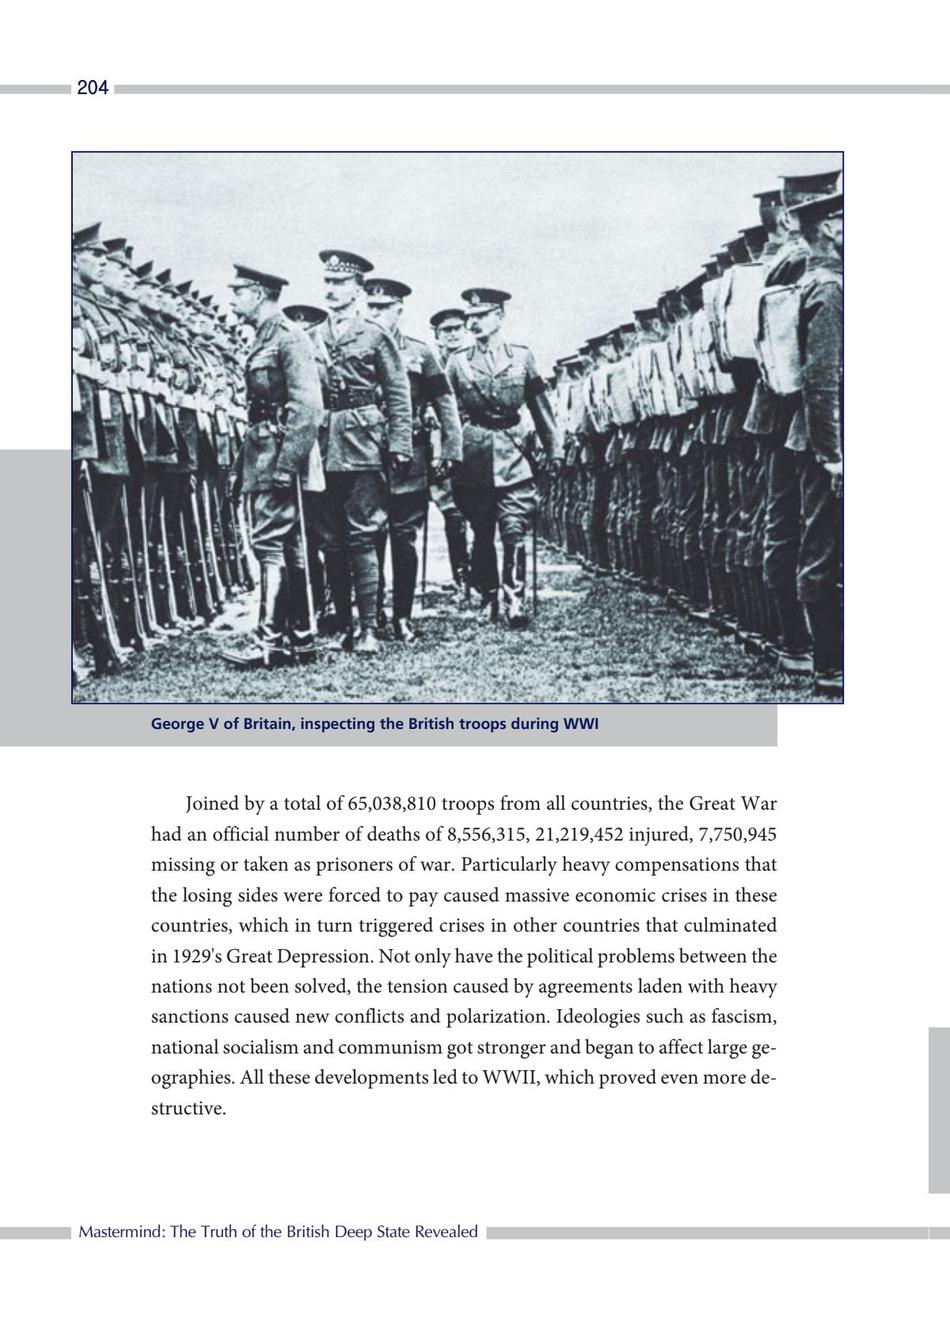 204
George V of Britain, inspecting the British troops during WWI
Joined by a total of 65,038,810 troops from all countries, the Great War
had an official number of deaths of 8,556,315, 21,219,452 injured, 7,750,945
missing or taken as prisoners of war. Particularly heavy compensations that
the losing sides were forced to pay caused massive economic crises in these
countries, which in turn triggered crises in other countries that culminated
in 1929's Great Depression. Not only have the political problems between the
nations not been solved, the tension caused by agreements laden with heavy
sanctions caused new conflicts and polarization. Ideologies such as fascism,
national socialism and communism got stronger and began to affect large ge-
ographies. All these developments led to WWII, which proved even more de-
structive.
Mastermind: The Truth of the British Deep State Revealed